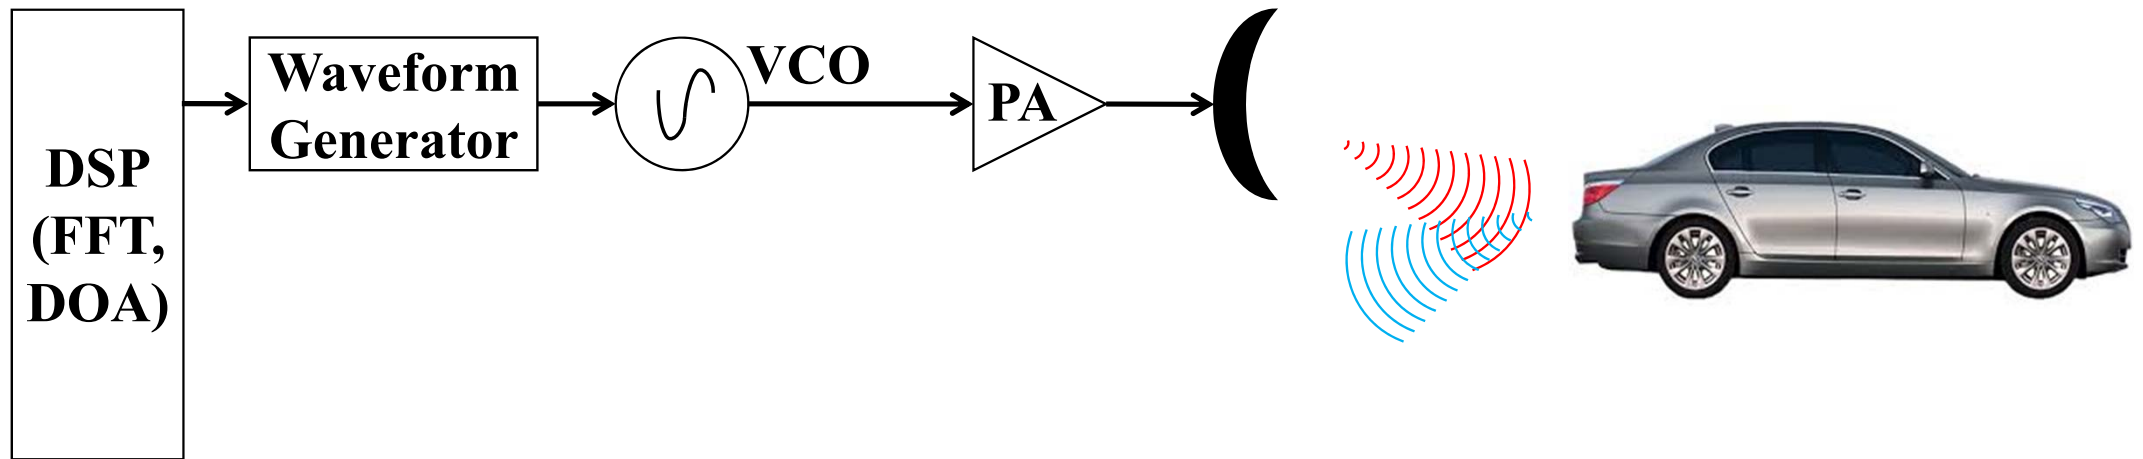 DSP
(FFT,
DOA)
Waveform
Generator
VCO
PA